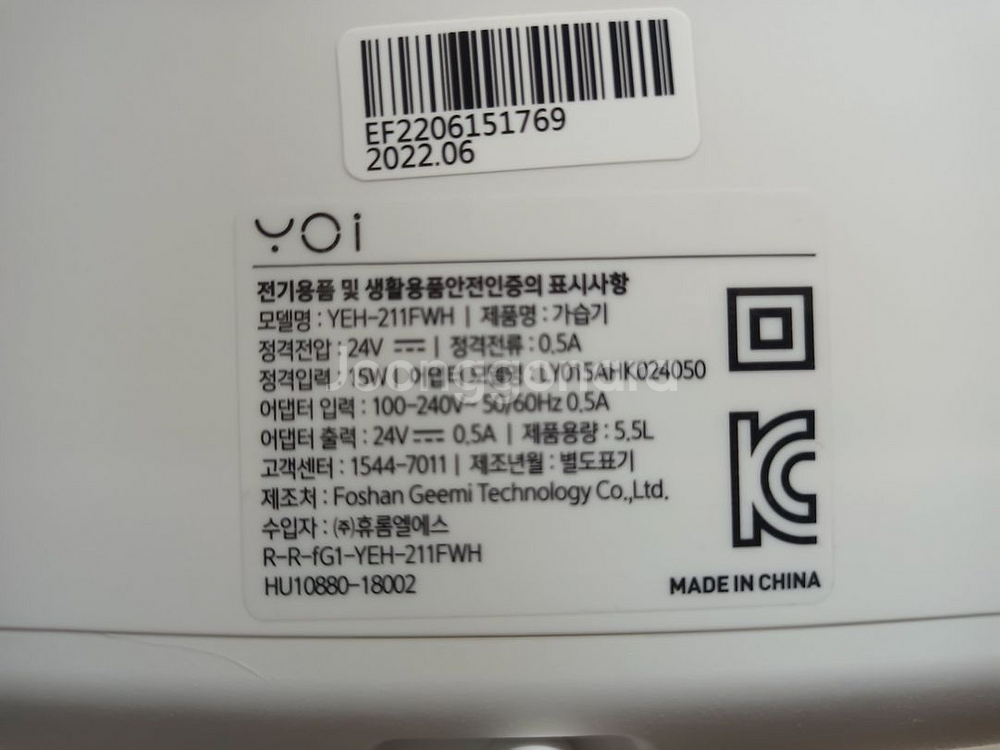 EF2206151769
2022.06
YOi
전기용품 및 생활용품안전인증의 표시사항
모델명 : YEH-211FWH | 제품명 : 가습기
정격전압 : 24V ⎓ | 정격전류 : 0.5A
정격입력 : 15W | 어댑터 모델명 : LY015AHK024050
Joonggonara
어댑터 입력 : 100-240V~ 50/60Hz 0.5A
어댑터 출력 : 24V ⎓ 0.5A | 제품용량 : 5.5L
고객센터 : 1544-7011 | 제조년월 : 별도표기
제조처 : Foshan Geemi Technology Co.,Ltd.
수입자 : ㈜휴롬엘에스
R-R-fG1-YEH-211FWH
HU10880-18002
KC
MADE IN CHINA